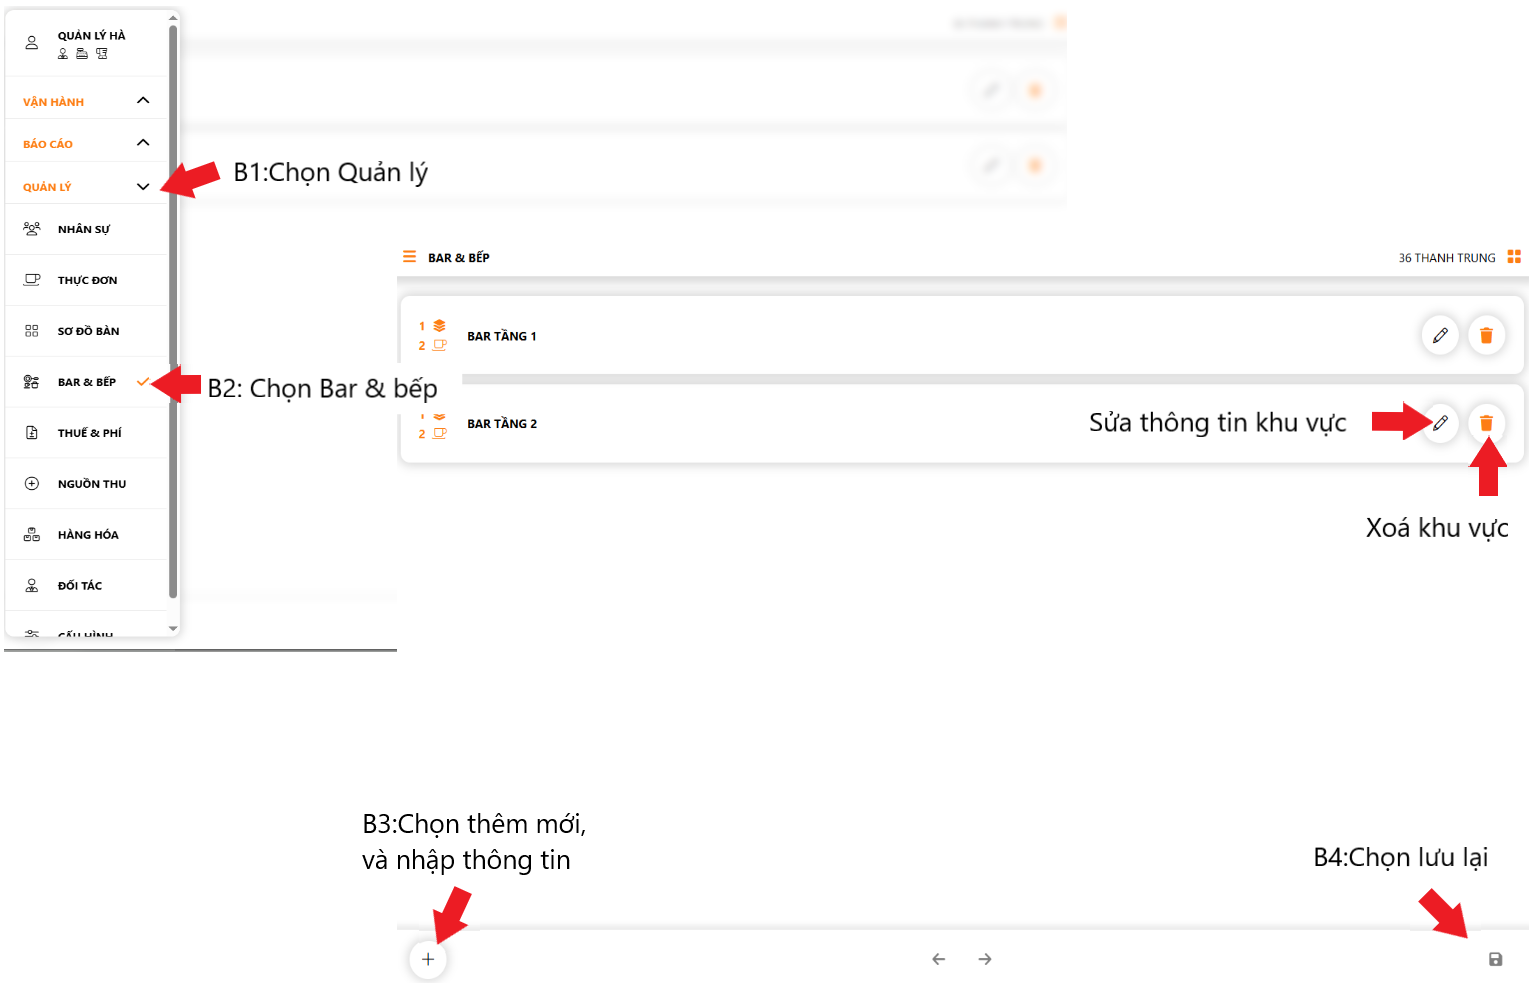 QUẢN LÝ HÀ
VẬN HÀNH
BÁO CÁO
QUẢN LÝ
B1:Chọn Quản lý
NHÂN SỰ
THỰC ĐƠN
SƠ ĐỒ BÀN
BAR & BẾP
B2: Chọn Bar & bếp
THUẾ & PHÍ
NGUỒN THU
HÀNG HÓA
ĐỐI TÁC
CẤU HÌNH
BAR & BẾP
36 THANH TRUNG
1
2
BAR TẦNG 1
1
2
BAR TẦNG 2
Sửa thông tin khu vực
Xoá khu vực
B3:Chọn thêm mới,
và nhập thông tin
B4:Chọn lưu lại